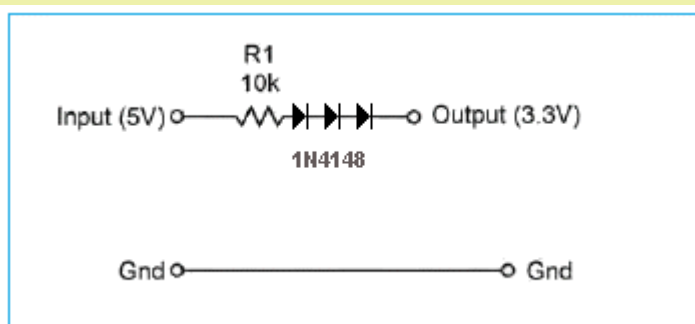 R1
10k
Input (5V) Output (3.3V)
1N4148
Gnd Gnd